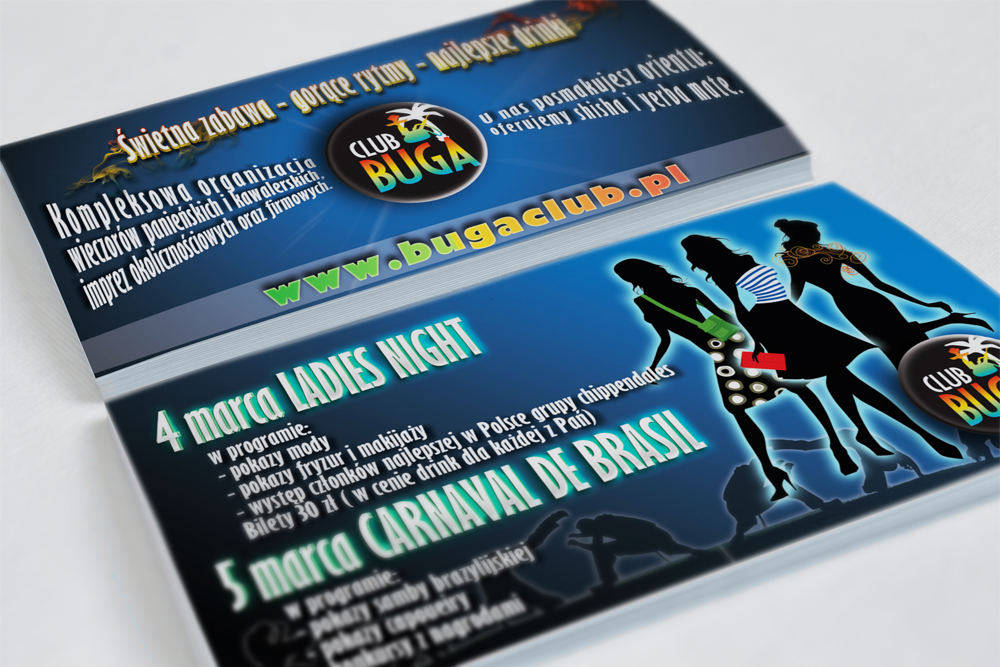 Świetna zabawa - gorące rytmy - najlepsze drinki
Kompleksowa organizacja
wieczorów panieńskich i kawalerskich,
imprez okolicznościowych oraz firmowych.
CLUB
BUGA
u nas posmakujesz orientu:
oferujemy shisha i yerba mate.
www.bugaclub.pl
4 marca LADIES NIGHT
w programie:
- pokazy mody
- pokazy fryzur i makijaży
- występ członków najlepszej w Polsce grupy chippendales
Bilety 30 zł ( w cenie drink dla każdej z Pań)
5 marca CARNAVAL DE BRASIL
w programie:
- pokazy samby brazylijskiej
- pokazy capoueiry
konkursy z nagrodami
CLUB
BUG